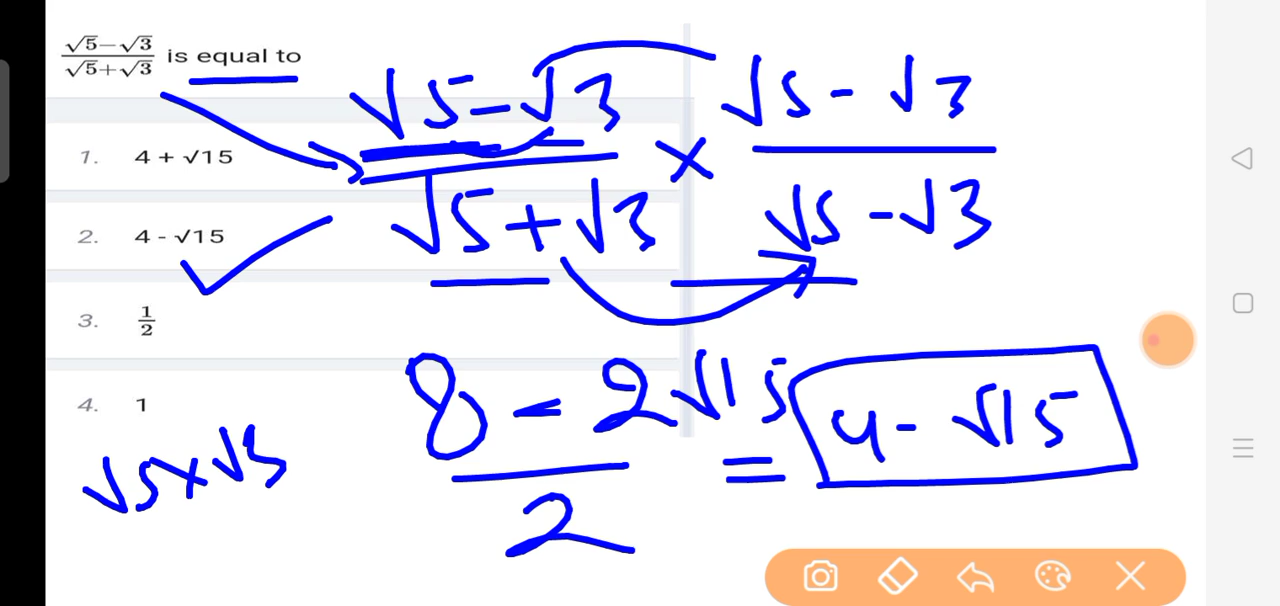 √5−√3
√5+√3
is equal to
1. 4 + √15
2. 4 - √15
3. 1/2
4. 1
√5 - √3 × √5 - √3
√5 + √3 √5 - √3
8 - 2√15
2
= 4 - √15
√5×√3